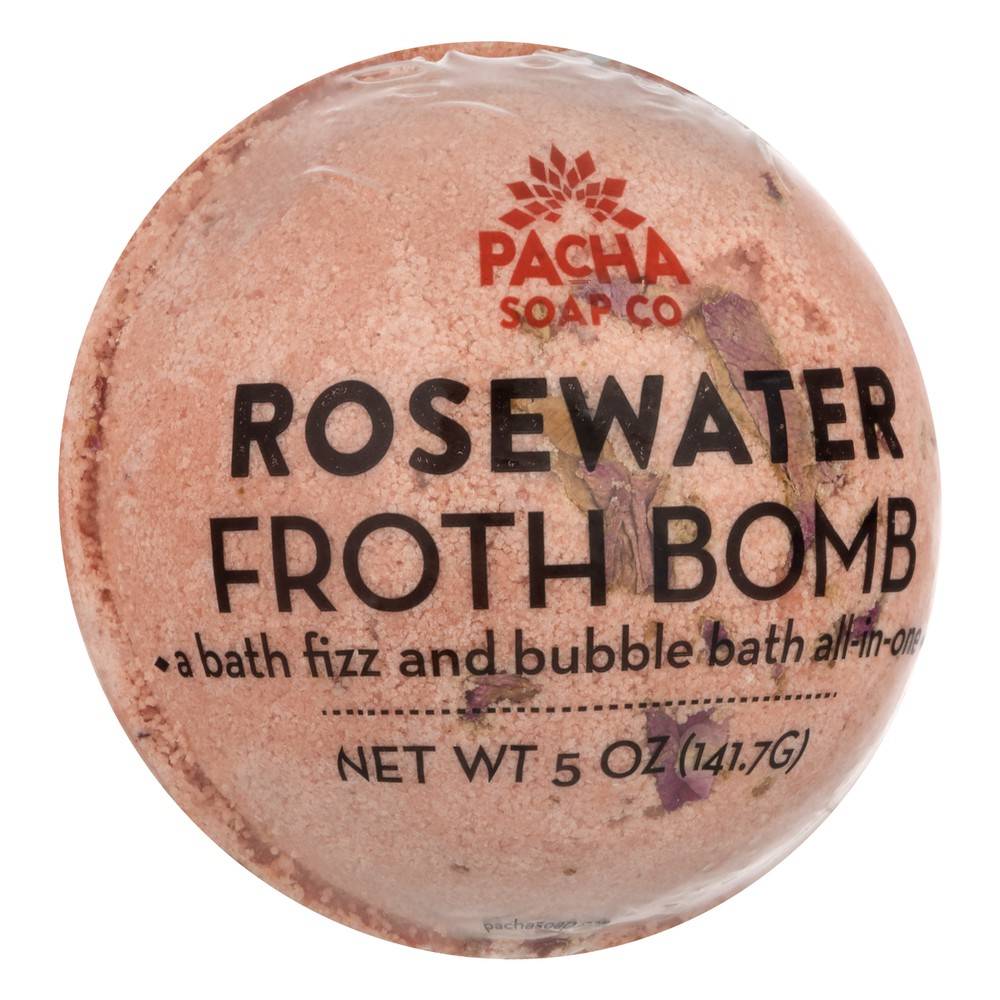 PACHA
SOAP CO
ROSEWATER
FROTH BOMB
◆a bath fizz and bubble bath all-in-one
NET WT 5 OZ (141.7G)